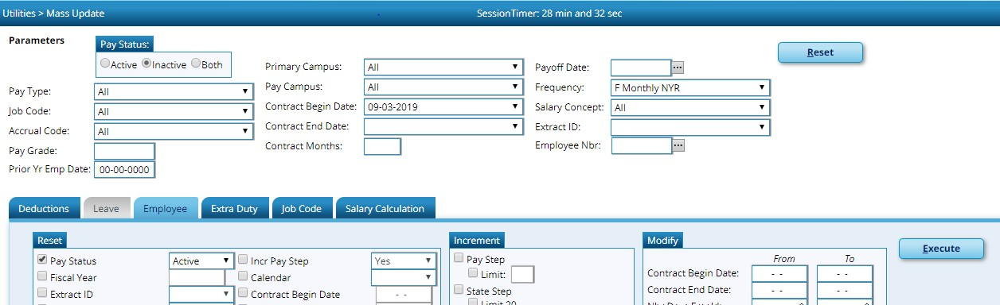 Utilities > Mass Update
SessionTimer: 28 min and 32 sec
Parameters
Pay Status:
Active Inactive Both
Reset
Pay Type: All
Job Code: All
Accrual Code: All
Pay Grade:
Prior Yr Emp Date: 00-00-0000
Primary Campus: All
Pay Campus: All
Contract Begin Date: 09-03-2019
Contract End Date:
Contract Months:
Payoff Date: ...
Frequency: F Monthly NYR
Salary Concept: All
Extract ID:
Employee Nbr: ...
Deductions Leave Employee Extra Duty Job Code Salary Calculation
Reset
Pay Status Active Incr Pay Step Yes
Fiscal Year Calendar
Extract ID Contract Begin Date - -
Increment
Pay Step
Limit:
State Step
Limit 20
Modify
From To
Contract Begin Date: - - - -
Contract End Date: - - - -
Execute